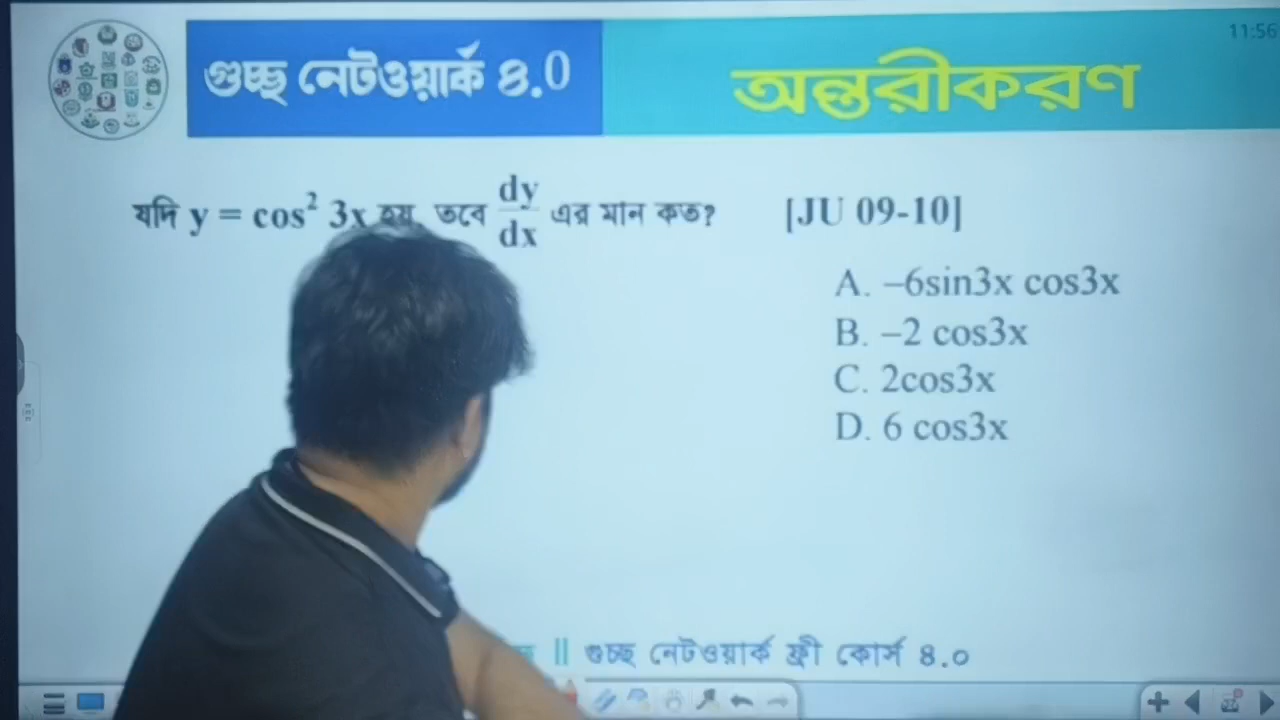 11:56
গুচ্ছ নেটওয়ার্ক ৪.0
অন্তরীকরণ
যদি y = cos² 3x হয় তবে dy/dx এর মান কত? [JU 09-10]
A. –6sin3x cos3x
B. –2 cos3x
C. 2cos3x
D. 6 cos3x
|| গুচ্ছ নেটওয়ার্ক ফ্রী কোর্স ৪.০